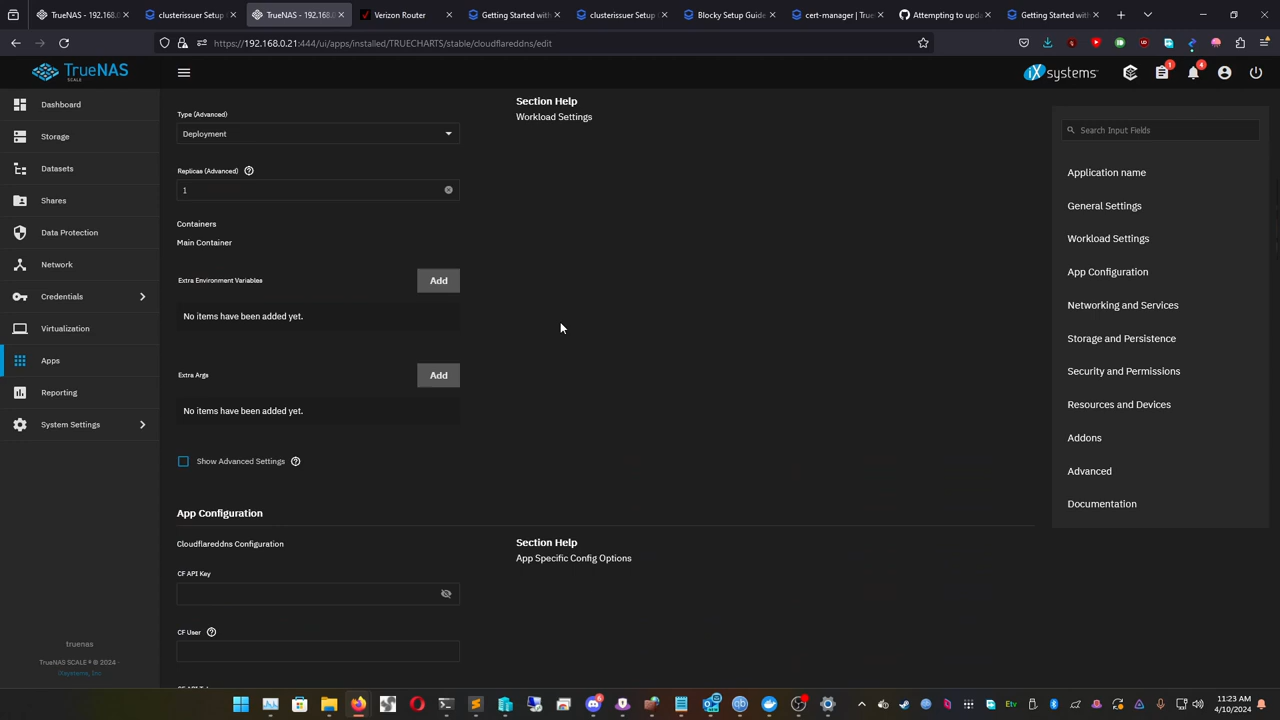 TrueNAS - 192.168.0.
clusterissuer Setup
TrueNAS - 192.168.
Verizon Router
Getting Started with
clusterissuer Setup
Blocky Setup Guide
cert-manager | True
Attempting to upda
Getting Started with
https://192.168.0.21:444/ui/apps/installed/TRUECHARTS/stable/cloudflareddns/edit
TrueNAS
SCALE
iXsystems
1
4
Dashboard
Storage
Datasets
Shares
Data Protection
Network
Credentials
Virtualization
Apps
Reporting
System Settings
truenas
TrueNAS SCALE ® © 2024 -
iXsystems, Inc
Type (Advanced)
Deployment
Replicas (Advanced)
1
Containers
Main Container
Extra Environment Variables
Add
No items have been added yet.
Extra Args
Add
No items have been added yet.
Show Advanced Settings
App Configuration
Cloudflareddns Configuration
CF API Key
CF User
Section Help
Workload Settings
Section Help
App Specific Config Options
Search Input Fields
Application name
General Settings
Workload Settings
App Configuration
Networking and Services
Storage and Persistence
Security and Permissions
Resources and Devices
Addons
Advanced
Documentation
Etv
11:23 AM
4/10/2024